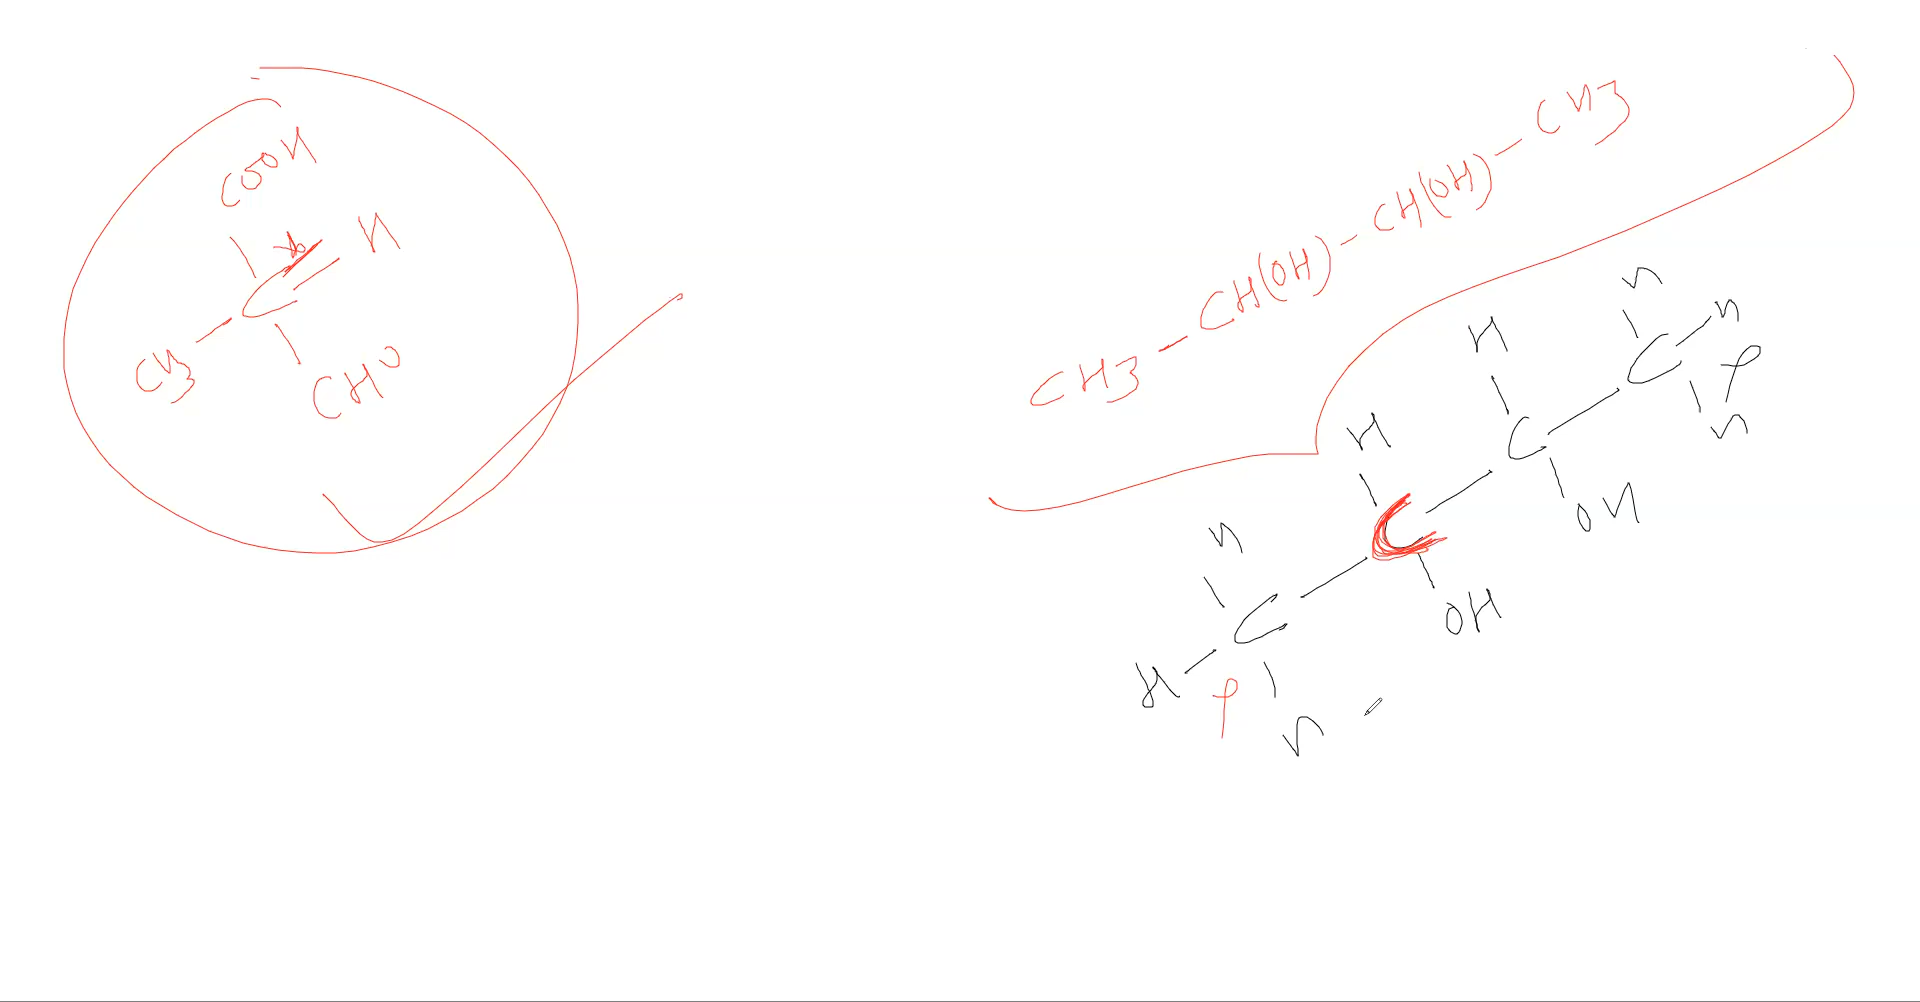 COOH
* H
C
CH3 CHO
CH3 - CH(OH) - CH(OH) - CH3
H
H C H
H C P
C OH H
H
C OH
H P
H